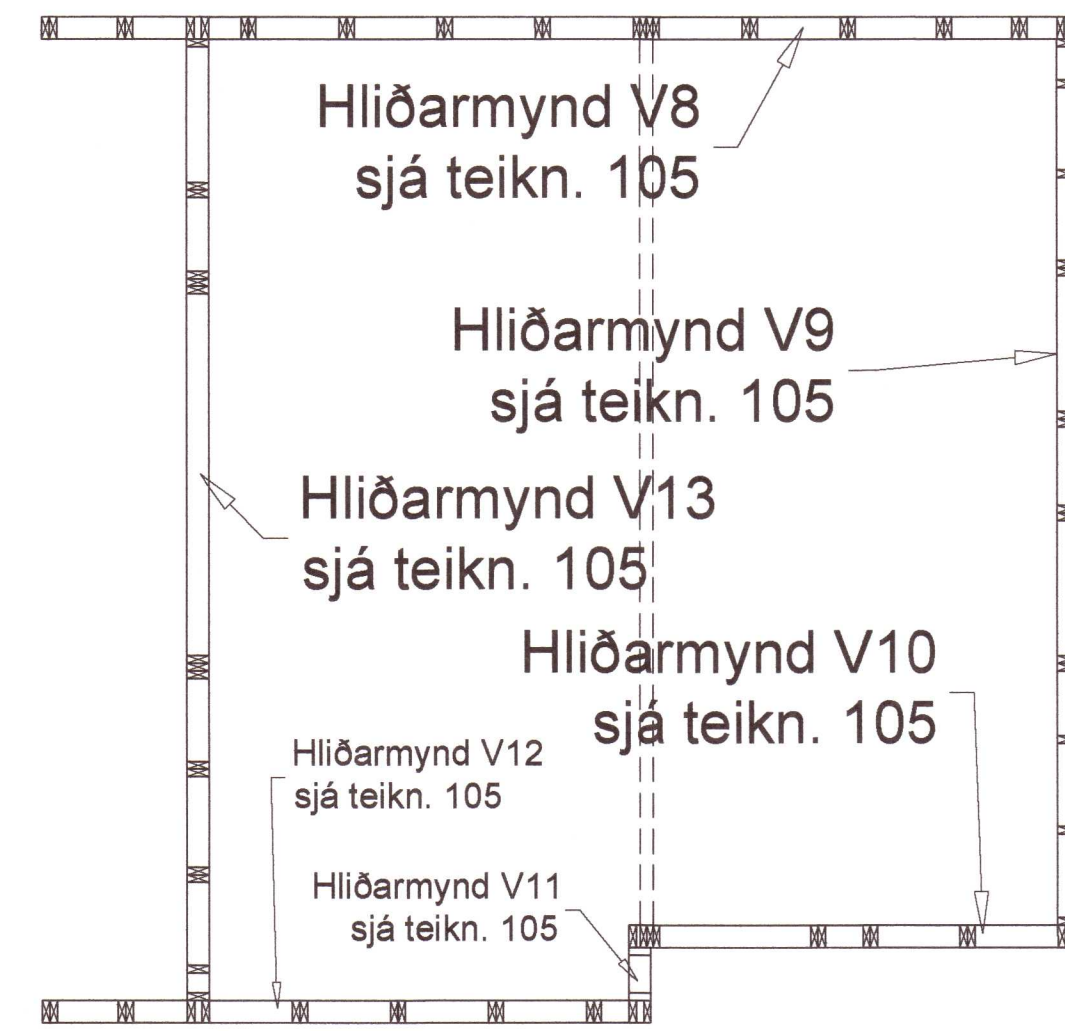 Hliðarmynd V8
sjá teikn. 105
Hliðarmynd V9
sjá teikn. 105
Hliðarmynd V13
sjá teikn. 105
Hliðarmynd V10
sjá teikn. 105
Hliðarmynd V12
sjá teikn. 105
Hliðarmynd V11
sjá teikn. 105